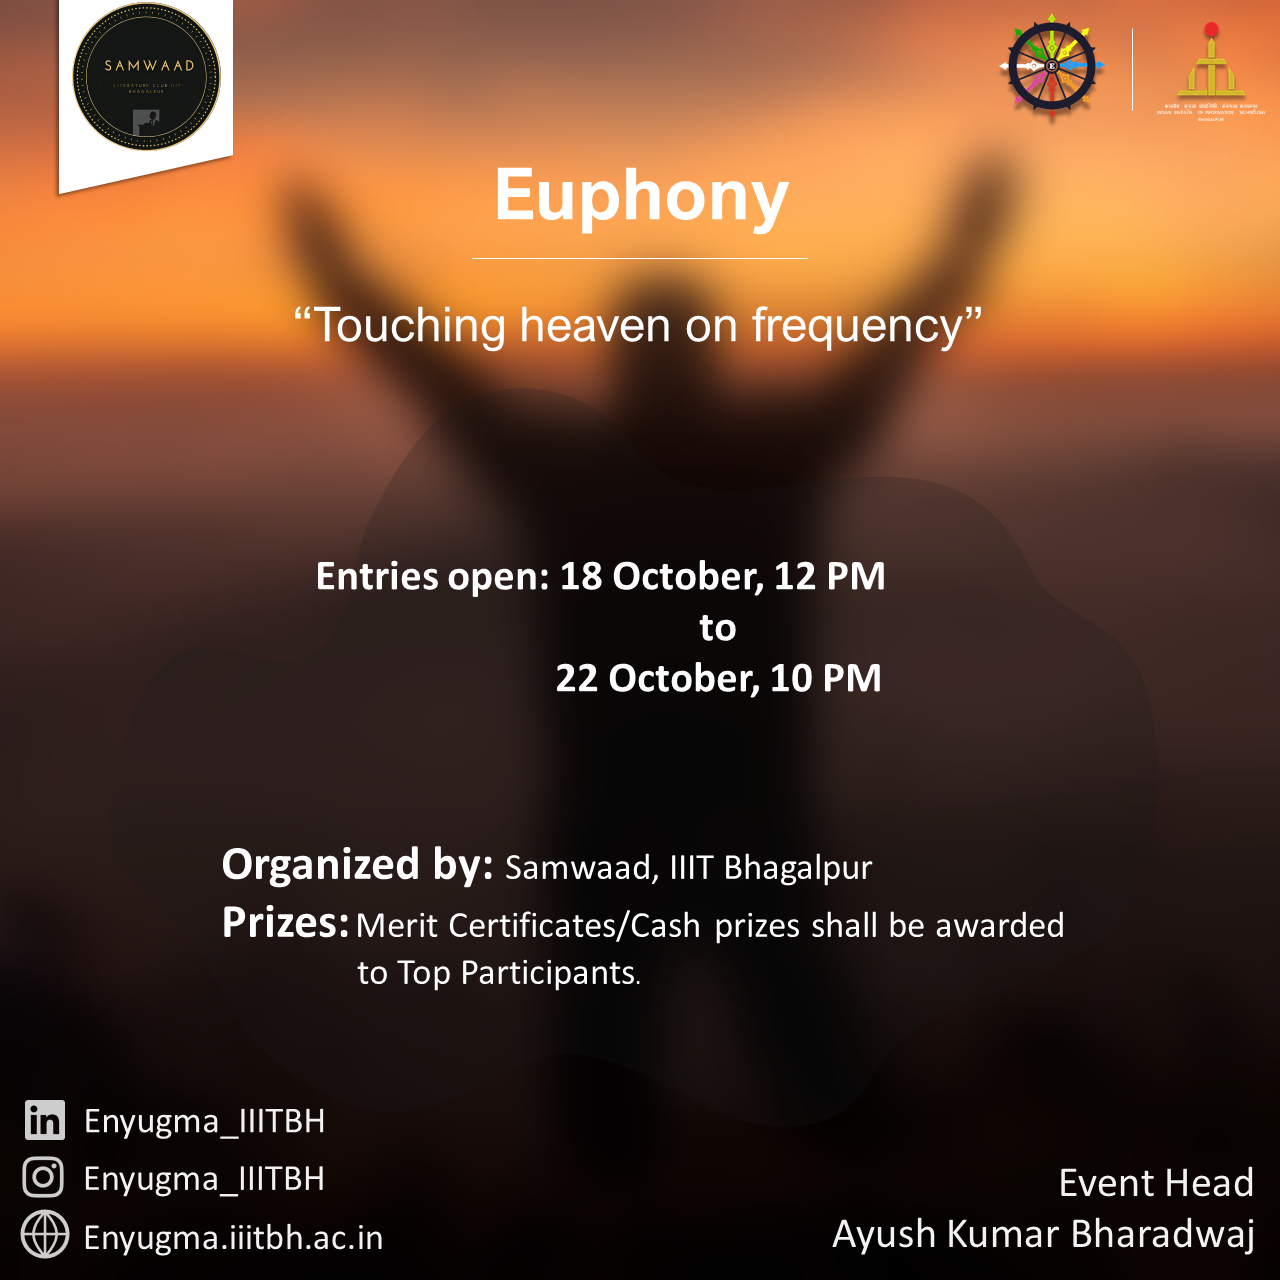 SAMWAAD
LITERATURE CLUB IIIT
BHAGALPUR
E
BHAGALPUR
Euphony
“Touching heaven on frequency”
Entries open: 18 October, 12 PM
to
22 October, 10 PM
Organized by: Samwaad, IIIT Bhagalpur
Prizes: Merit Certificates/Cash prizes shall be awarded
to Top Participants.
in Enyugma_IIITBH
Enyugma_IIITBH
Enyugma.iiitbh.ac.in
Event Head
Ayush Kumar Bharadwaj